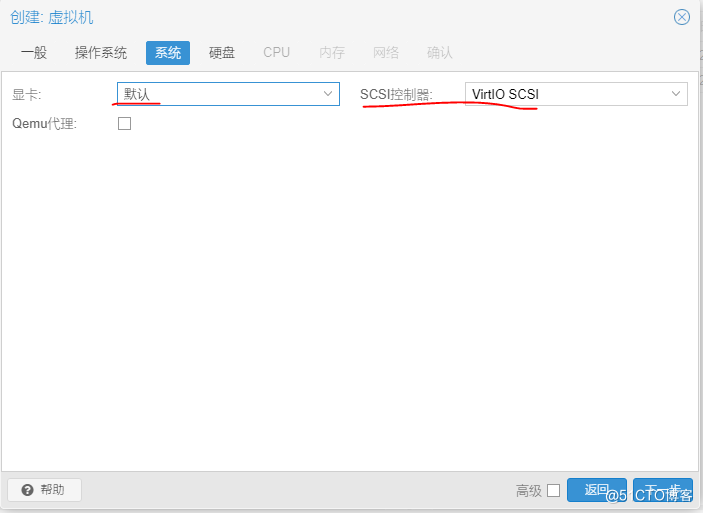 创建: 虚拟机
一般 操作系统 系统 硬盘 CPU 内存 网络 确认
显卡: 默认 SCSI控制器: VirtIO SCSI
Qemu代理:
帮助 高级 返回 下一步
@51CTO博客